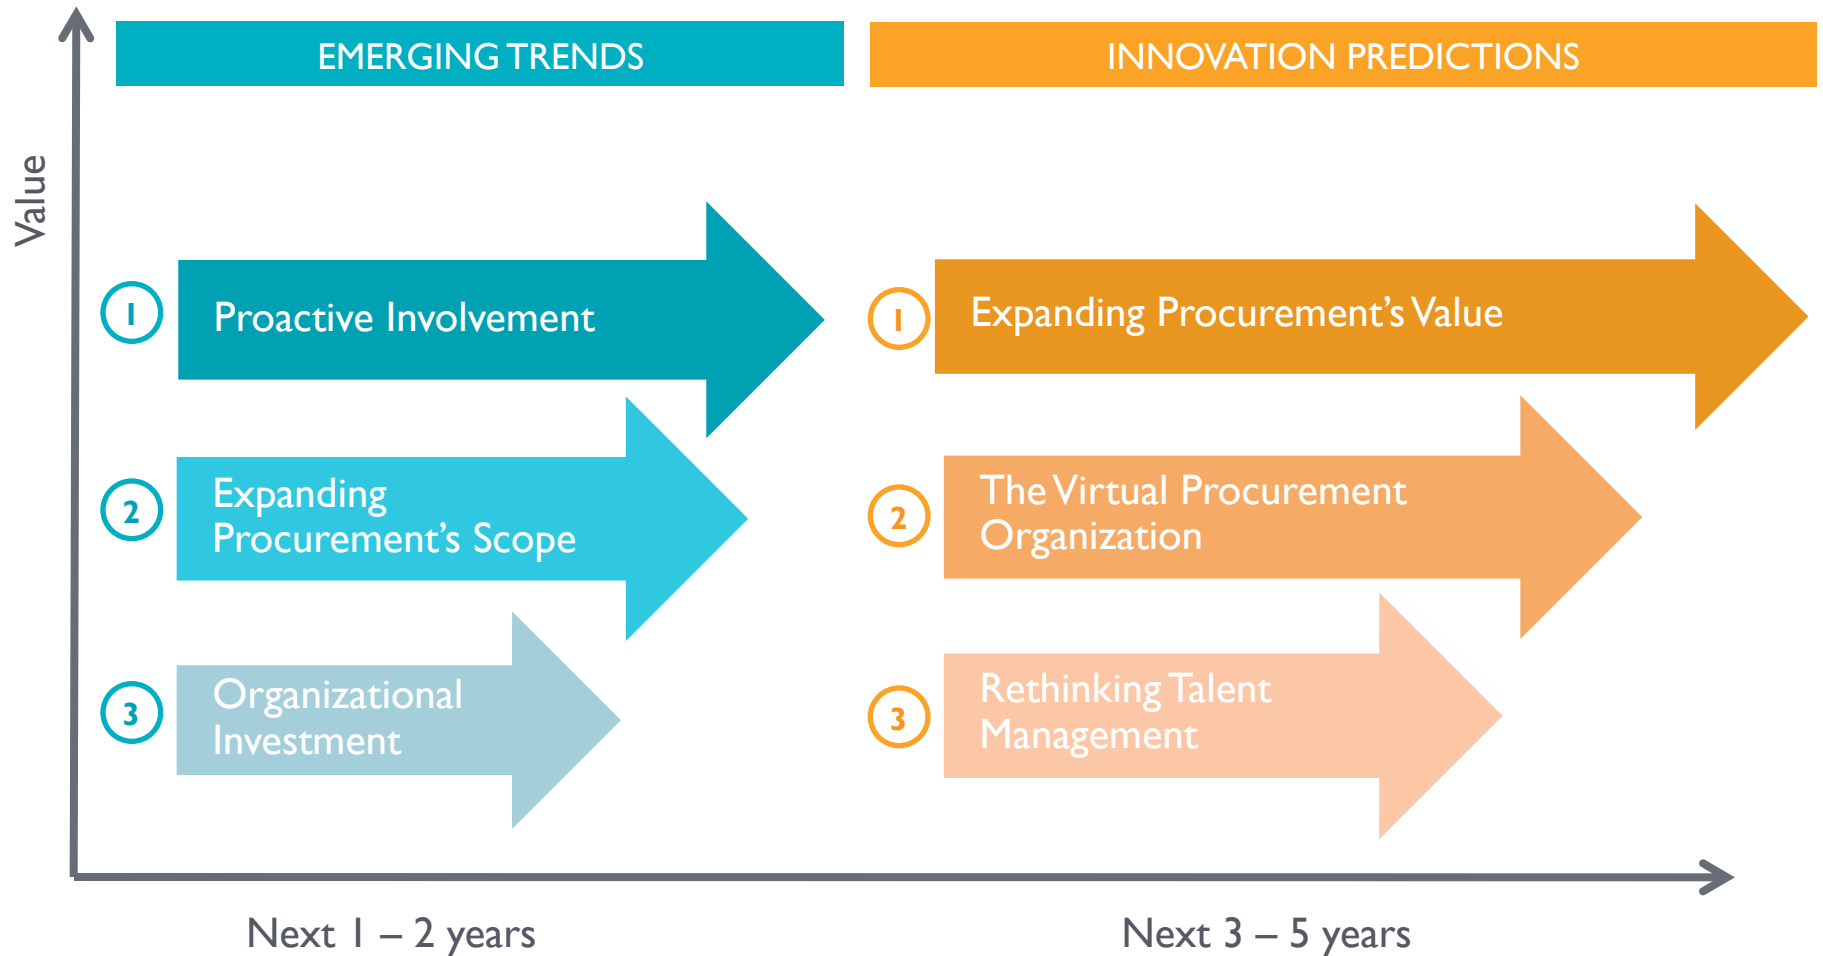 EMERGING TRENDS
INNOVATION PREDICTIONS
Value
1
Proactive Involvement
1
Expanding Procurement’s Value
2
Expanding
Procurement’s Scope
2
The Virtual Procurement
Organization
3
Organizational
Investment
3
Rethinking Talent
Management
Next 1 – 2 years
Next 3 – 5 years